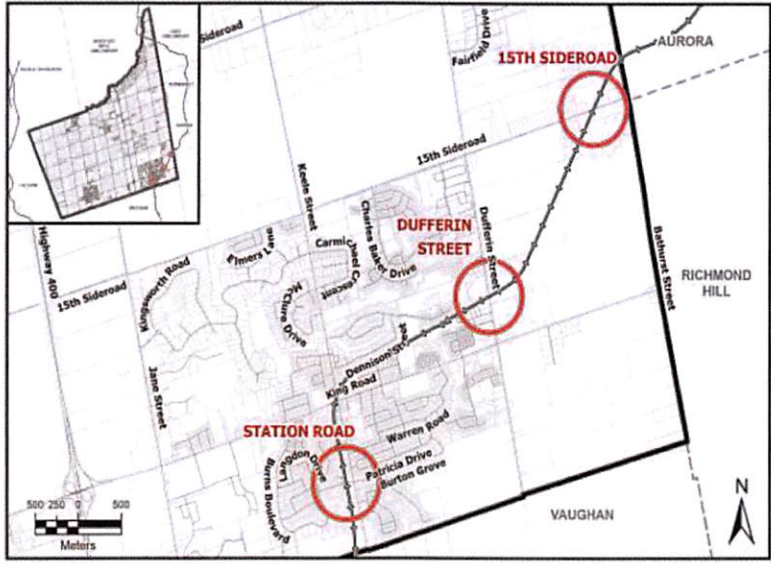 Sideroad
Fairfield Drive
AURORA
15TH SIDEROAD
15th Sideroad
Keele Street
Charles Baker Drive
DUFFERIN
STREET
Dufferin Street
Elmers Lane
Carmichael Crescent
Highway 400
15th Sideroad
Kingsworth Road
McClure Drive
Bathurst Street
RICHMOND
HILL
Jane Street
Dennison Street
King Road
STATION ROAD
Warren Road
Langdon Drive
Patricia Drive
Burton Grove
Burns Boulevard
500 250 0 500
Meters
VAUGHAN
N